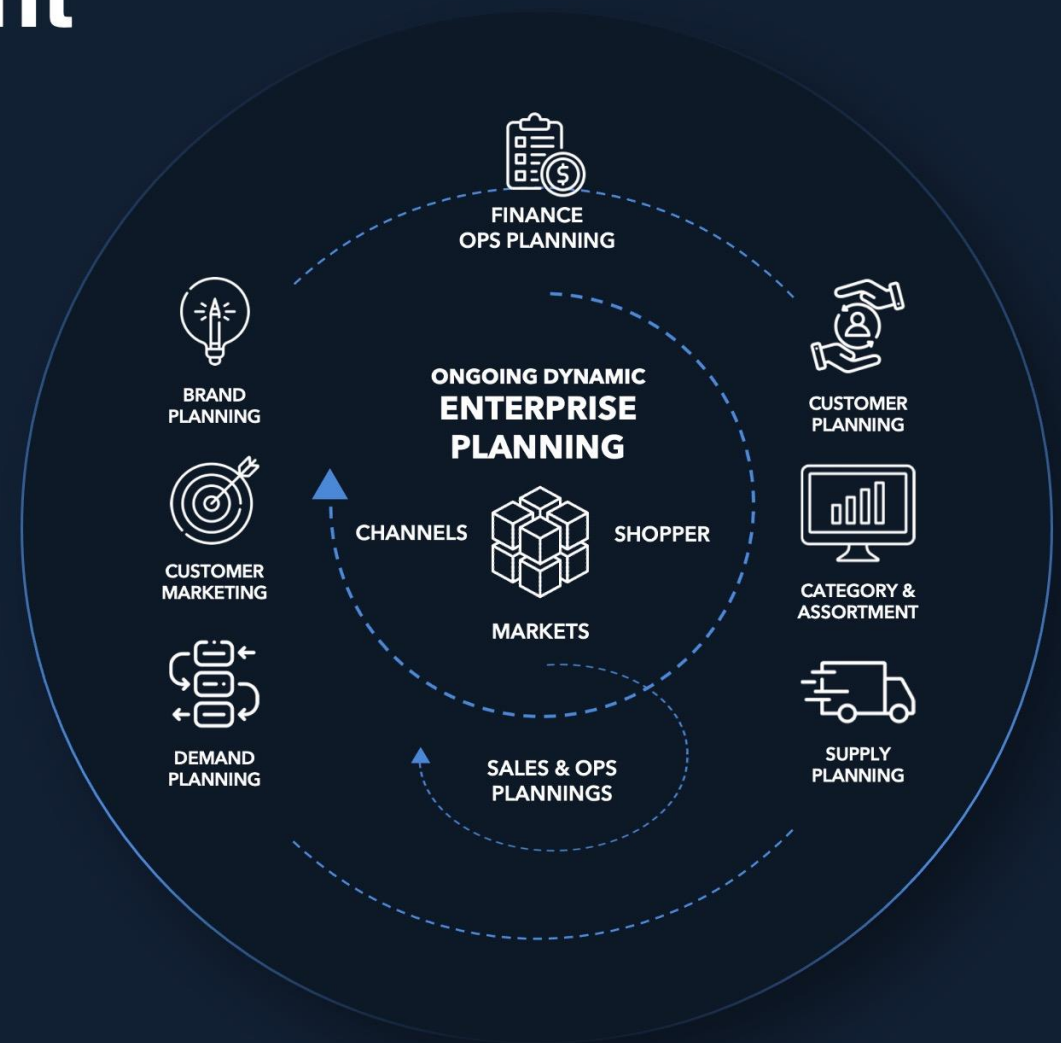 FINANCE
OPS PLANNING
BRAND
PLANNING
CUSTOMER
PLANNING
ONGOING DYNAMIC
ENTERPRISE
PLANNING
CHANNELS
SHOPPER
MARKETS
CUSTOMER
MARKETING
CATEGORY &
ASSORTMENT
DEMAND
PLANNING
SALES & OPS
PLANNINGS
SUPPLY
PLANNING